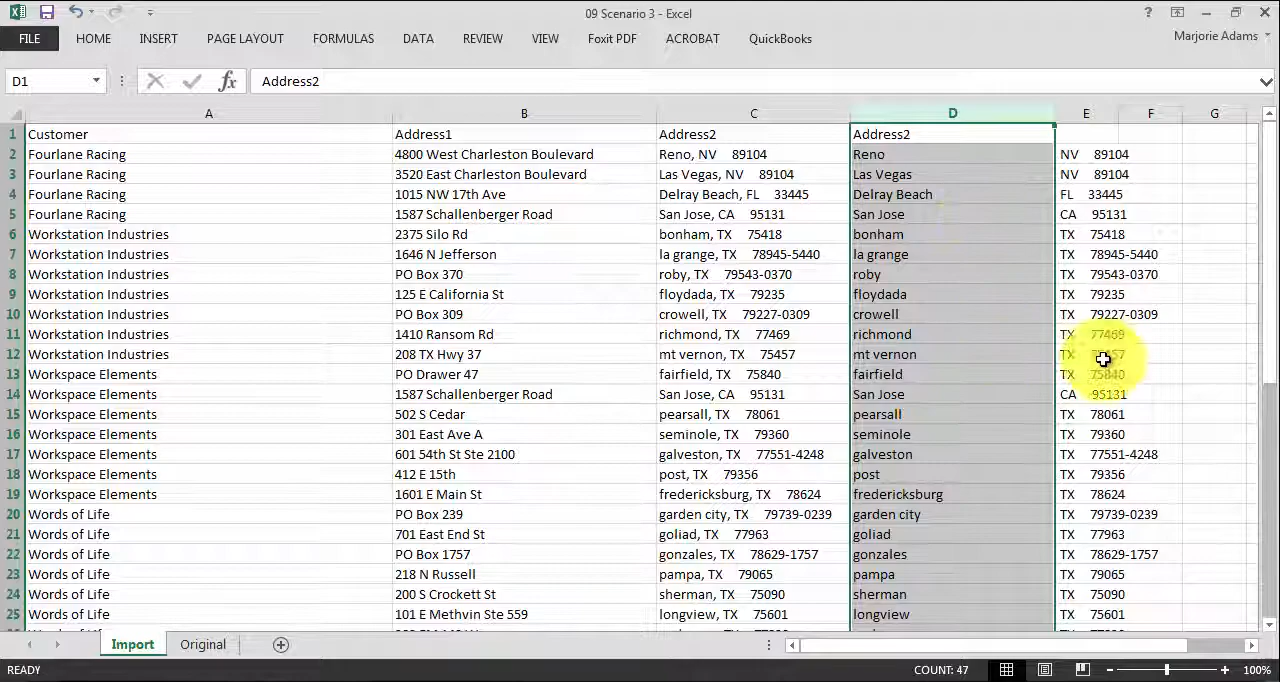 09 Scenario 3 - Excel
FILE HOME INSERT PAGE LAYOUT FORMULAS DATA REVIEW VIEW Foxit PDF ACROBAT QuickBooks Marjorie Adams
D1 fx Address2
A B C D E F G
1 Customer Address1 Address2 Address2
2 Fourlane Racing 4800 West Charleston Boulevard Reno, NV 89104 Reno NV 89104
3 Fourlane Racing 3520 East Charleston Boulevard Las Vegas, NV 89104 Las Vegas NV 89104
4 Fourlane Racing 1015 NW 17th Ave Delray Beach, FL 33445 Delray Beach FL 33445
5 Fourlane Racing 1587 Schallenberger Road San Jose, CA 95131 San Jose CA 95131
6 Workstation Industries 2375 Silo Rd bonham, TX 75418 bonham TX 75418
7 Workstation Industries 1646 N Jefferson la grange, TX 78945-5440 la grange TX 78945-5440
8 Workstation Industries PO Box 370 roby, TX 79543-0370 roby TX 79543-0370
9 Workstation Industries 125 E California St floydada, TX 79235 floydada TX 79235
10 Workstation Industries PO Box 309 crowell, TX 79227-0309 crowell TX 79227-0309
11 Workstation Industries 1410 Ransom Rd richmond, TX 77469 richmond TX 77469
12 Workstation Industries 208 TX Hwy 37 mt vernon, TX 75457 mt vernon TX
13 Workspace Elements PO Drawer 47 fairfield, TX 75840 fairfield TX 75840
14 Workspace Elements 1587 Schallenberger Road San Jose, CA 95131 San Jose CA 95131
15 Workspace Elements 502 S Cedar pearsall, TX 78061 pearsall TX 78061
16 Workspace Elements 301 East Ave A seminole, TX 79360 seminole TX 79360
17 Workspace Elements 601 54th St Ste 2100 galveston, TX 77551-4248 galveston TX 77551-4248
18 Workspace Elements 412 E 15th post, TX 79356 post TX 79356
19 Workspace Elements 1601 E Main St fredericksburg, TX 78624 fredericksburg TX 78624
20 Words of Life PO Box 239 garden city, TX 79739-0239 garden city TX 79739-0239
21 Words of Life 701 East End St goliad, TX 77963 goliad TX 77963
22 Words of Life PO Box 1757 gonzales, TX 78629-1757 gonzales TX 78629-1757
23 Words of Life 218 N Russell pampa, TX 79065 pampa TX 79065
24 Words of Life 200 S Crockett St sherman, TX 75090 sherman TX 75090
25 Words of Life 101 E Methvin Ste 559 longview, TX 75601 longview TX 75601
Import Original
READY COUNT: 47 100%